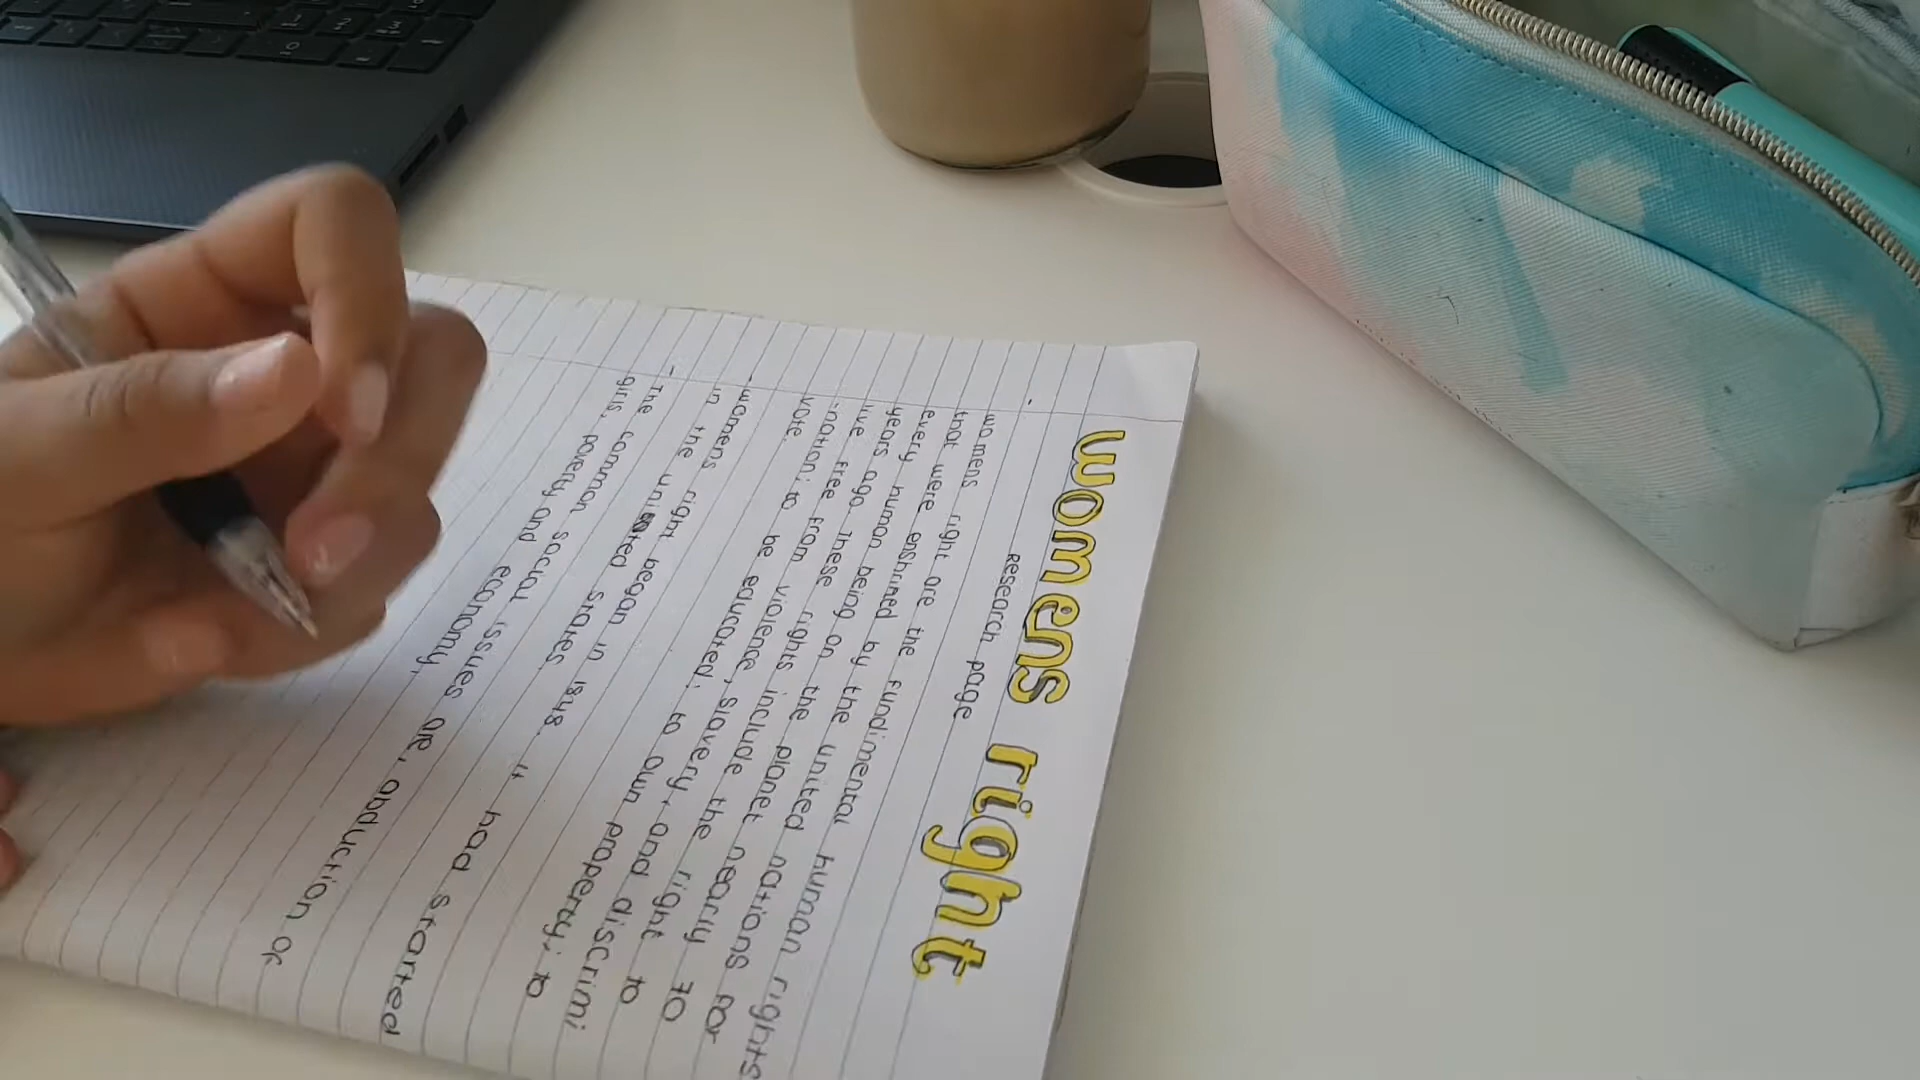 womens right
Research page
womens right are the fundimental human rights
that were enshrined by the united nations for
every human being on the planet nearly 70
years ago. These rights include the right to
live free from violence, slavery, and discrimi
-nation; to be educated; to own property; to
vote.
- womens right began in 1848. it had started
in the united states.
- The common social issues are, abduction of
girls, poverty and economy,